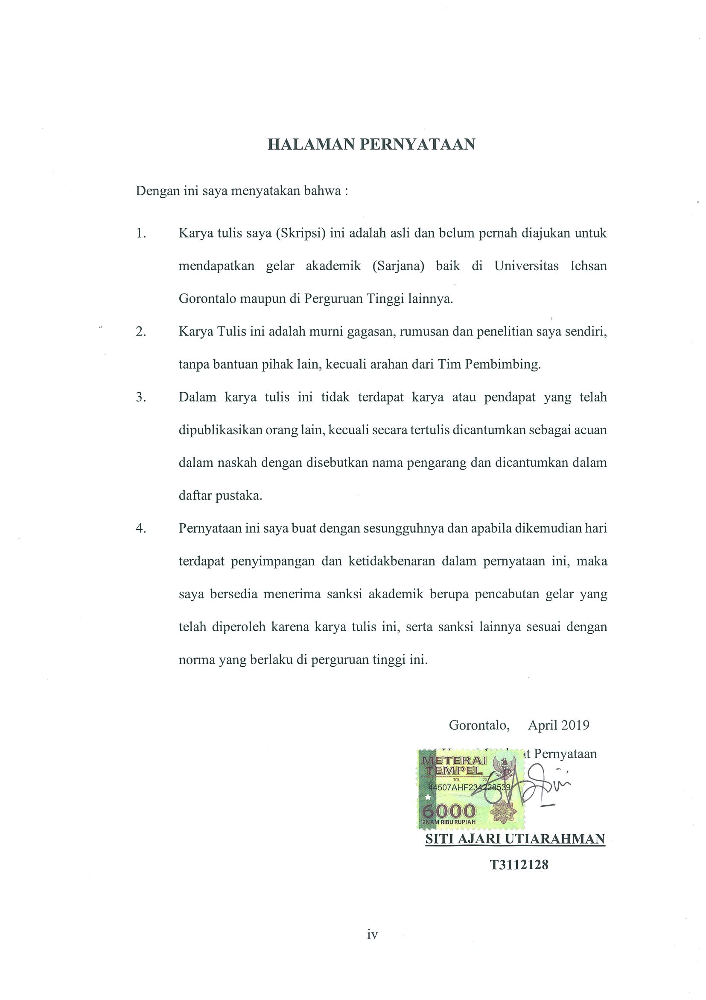 HALAMAN PERNYATAAN
Dengan ini saya menyatakan bahwa :
1. Karya tulis saya (Skripsi) ini adalah asli dan belum pernah diajukan untuk
mendapatkan gelar akademik (Sarjana) baik di Universitas Ichsan
Gorontalo maupun di Perguruan Tinggi lainnya.
2. Karya Tulis ini adalah murni gagasan, rumusan dan penelitian saya sendiri,
tanpa bantuan pihak lain, kecuali arahan dari Tim Pembimbing.
3. Dalam karya tulis ini tidak terdapat karya atau pendapat yang telah
dipublikasikan orang lain, kecuali secara tertulis dicantumkan sebagai acuan
dalam naskah dengan disebutkan nama pengarang dan dicantumkan dalam
daftar pustaka.
4. Pernyataan ini saya buat dengan sesungguhnya dan apabila dikemudian hari
terdapat penyimpangan dan ketidakbenaran dalam pernyataan ini, maka
saya bersedia menerima sanksi akademik berupa pencabutan gelar yang
telah diperoleh karena karya tulis ini, serta sanksi lainnya sesuai dengan
norma yang berlaku di perguruan tinggi ini.
Gorontalo, April 2019
Pernyataan
METERAI
TEMPEL
TGL. 20
44507AHF234228539
6000
ENAM RIBU RUPIAH
SITI AJARI UTIARAHMAN
T3112128
iv